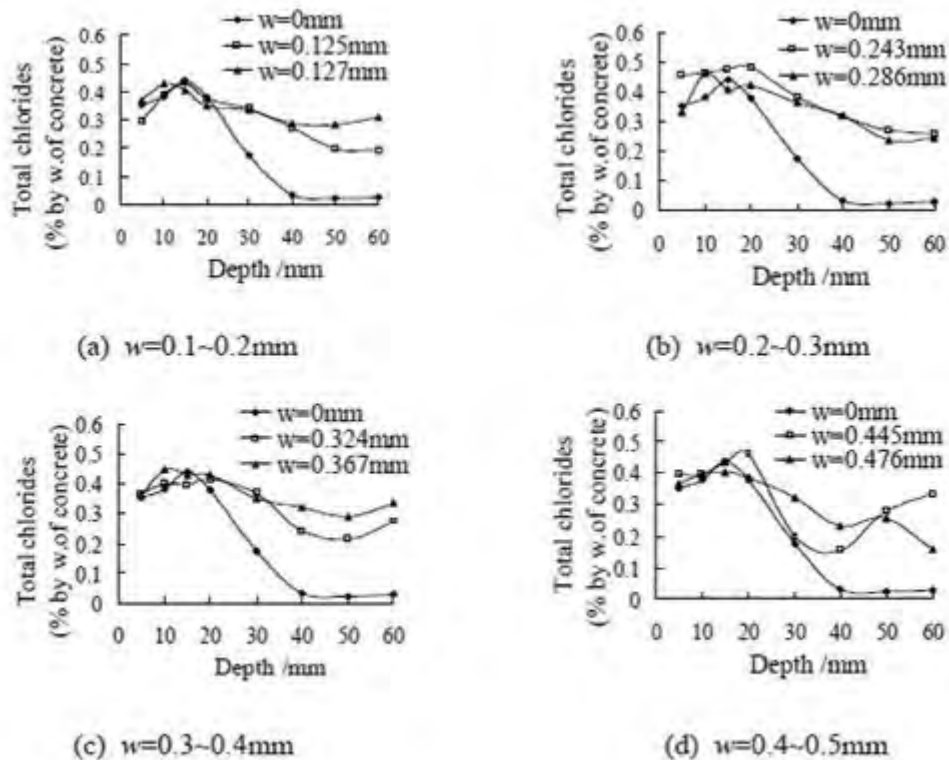 w=0mm
w=0.125mm
w=0.127mm
Total chlorides
(% by w.of concrete)
0.6
0.5
0.4
0.3
0.2
0.1
0
0 10 20 30 40 50 60
Depth /mm
(a) w=0.1~0.2mm
w=0mm
w=0.243mm
w=0.286mm
Total chlorides
(% by w.of concrete)
0.6
0.5
0.4
0.3
0.2
0.1
0
0 10 20 30 40 50 60
Depth /mm
(b) w=0.2~0.3mm
w=0mm
w=0.324mm
w=0.367mm
Total chlorides
(% by w.of concrete)
0.6
0.5
0.4
0.3
0.2
0.1
0
0 10 20 30 40 50 60
Depth /mm
(c) w=0.3~0.4mm
w=0mm
w=0.445mm
w=0.476mm
Total chlorides
(% by w.of concrete)
0.6
0.5
0.4
0.3
0.2
0.1
0
0 10 20 30 40 50 60
Depth /mm
(d) w=0.4~0.5mm